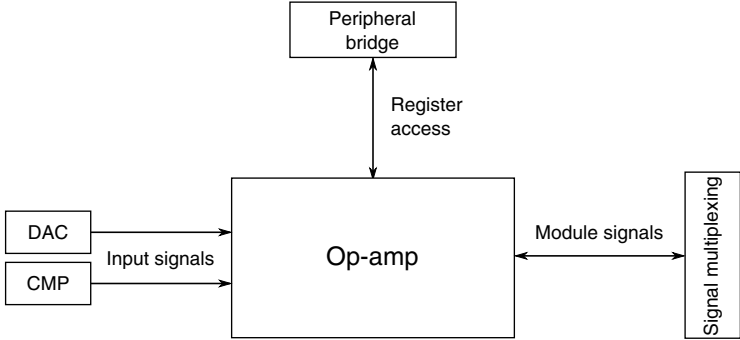 Peripheral
bridge
Register
access
DAC
Input signals
CMP
Op-amp
Module signals
Signal multiplexing